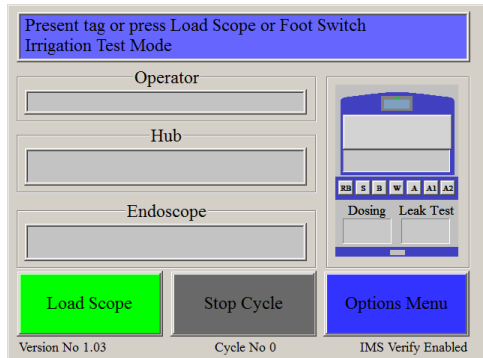 Present tag or press Load Scope or Foot Switch
Irrigation Test Mode
Operator
Hub
RB S B W A A1 A2
Endoscope
Dosing Leak Test
Load Scope
Stop Cycle
Options Menu
Version No 1.03
Cycle No 0
IMS Verify Enabled